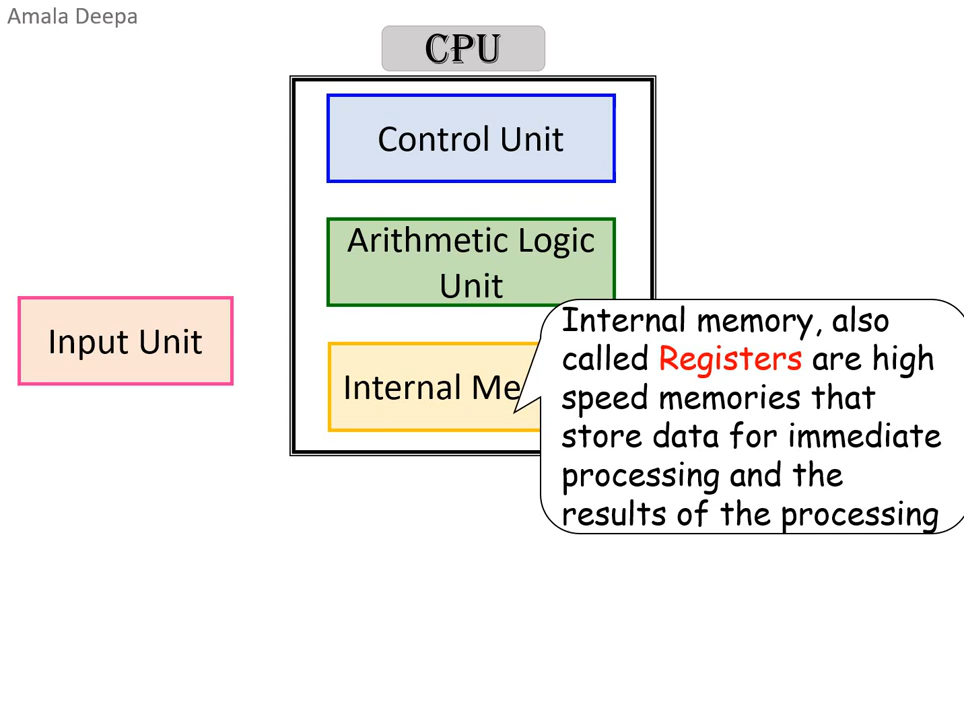 Amala Deepa
CPU
Control Unit
Arithmetic Logic
Unit
Input Unit
Internal Me
Internal memory, also
called Registers are high
speed memories that
store data for immediate
processing and the
results of the processing